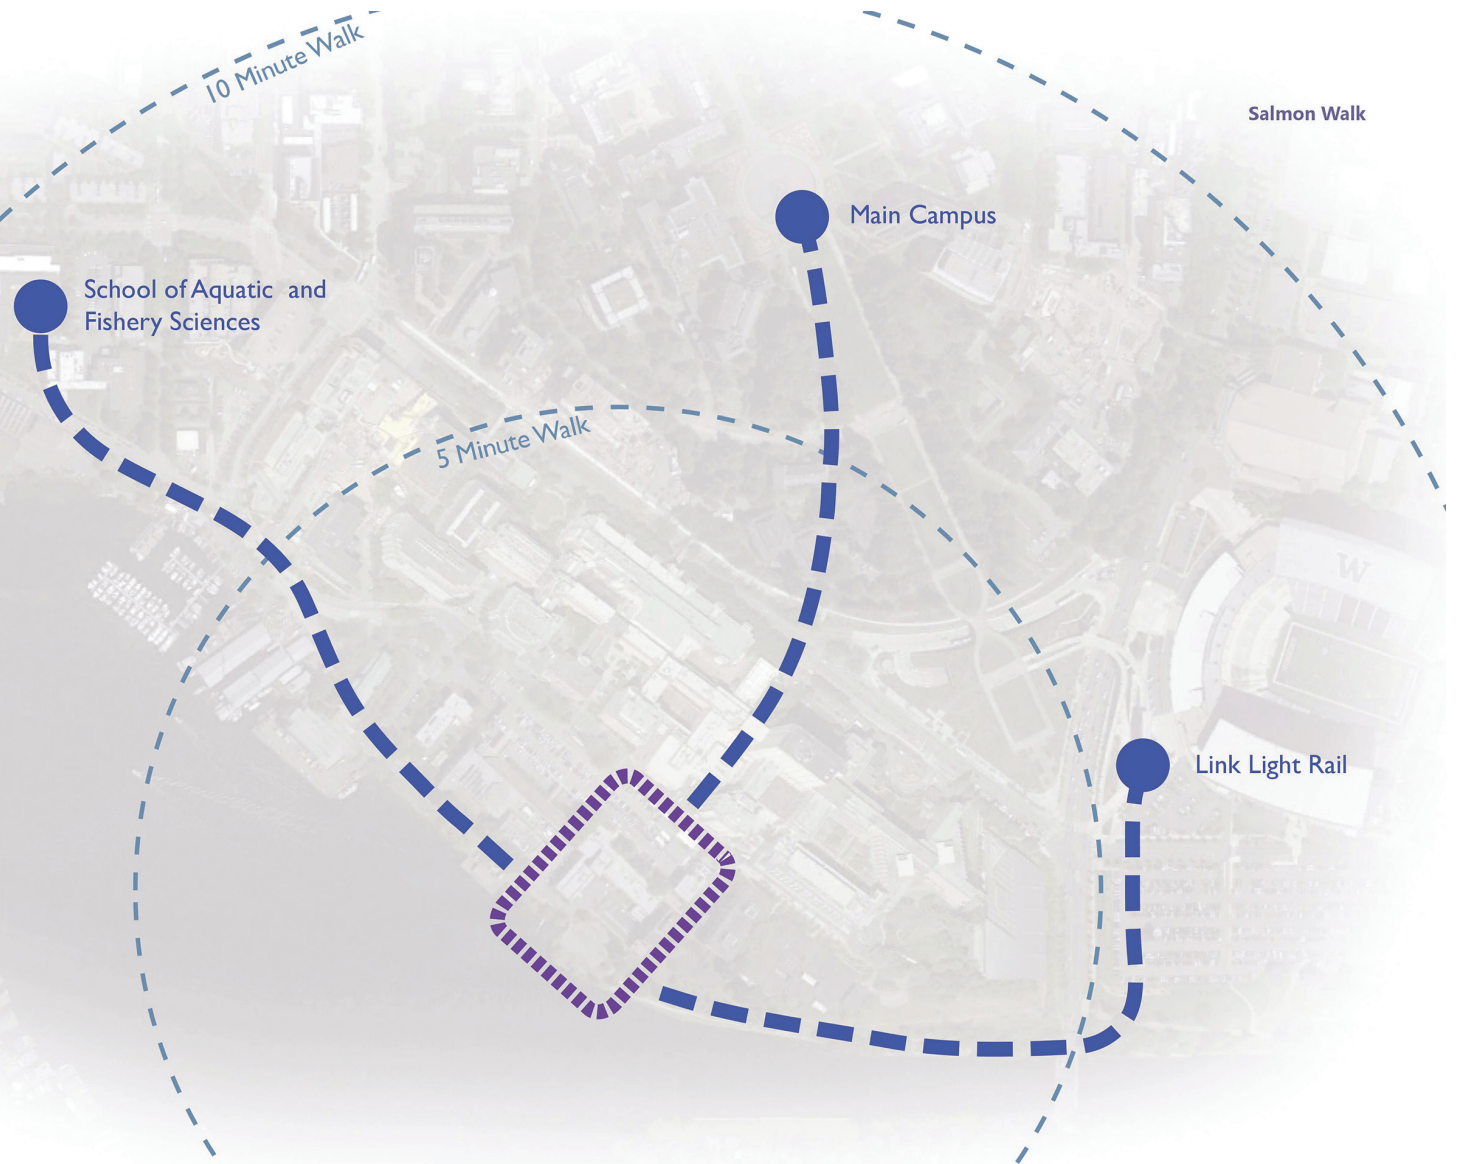 10 Minute Walk
Salmon Walk
Main Campus
School of Aquatic and
Fishery Sciences
5 Minute Walk
W
Link Light Rail